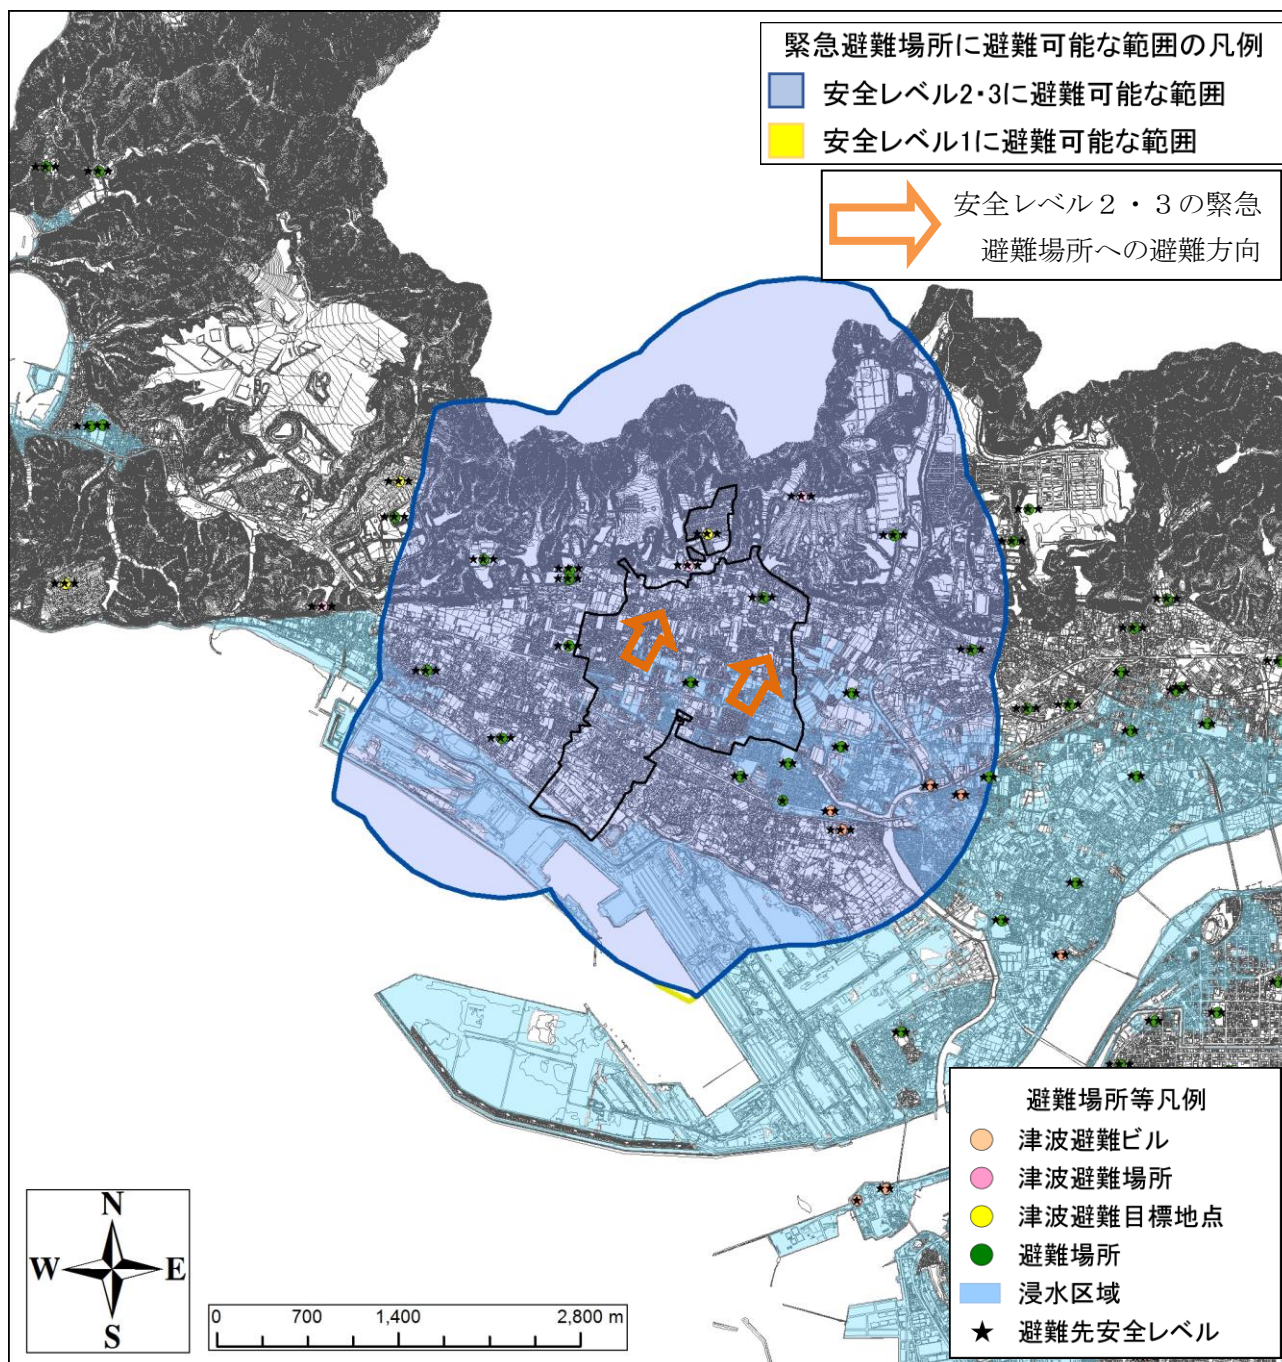 緊急避難場所に避難可能な範囲の凡例
安全レベル2・3に避難可能な範囲
安全レベル1に避難可能な範囲
安全レベル２・３の緊急
避難場所への避難方向
避難場所等凡例
津波避難ビル
津波避難場所
津波避難目標地点
避難場所
浸水区域
★ 避難先安全レベル
N
W E
S
0 700 1,400 2,800 m